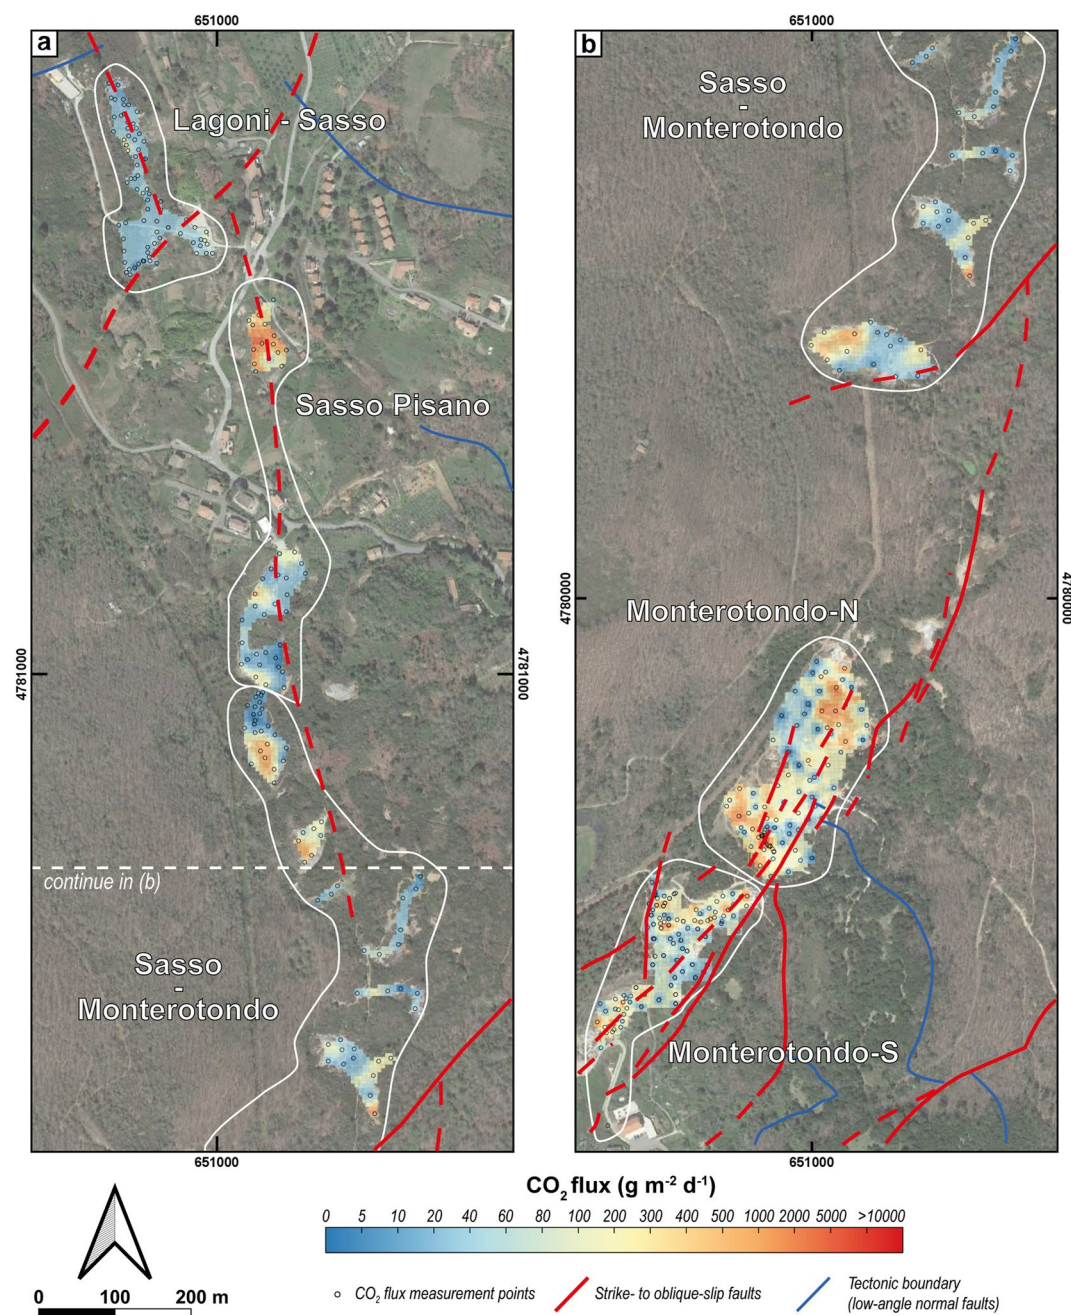 651000
651000
a
b
Lagoni - Sasso
Sasso
-
Monterotondo
Sasso Pisano
4781000
4781000
4780000
4780000
Monterotondo-N
continue in (b)
Sasso
-
Monterotondo
Monterotondo-S
651000
651000
CO₂ flux (g m⁻² d⁻¹)
0 5 10 20 40 60 80 100 200 300 400 500 1000 2000 5000 >10000
0 100 200 m
CO₂ flux measurement points
Strike- to oblique-slip faults
Tectonic boundary
(low-angle normal faults)